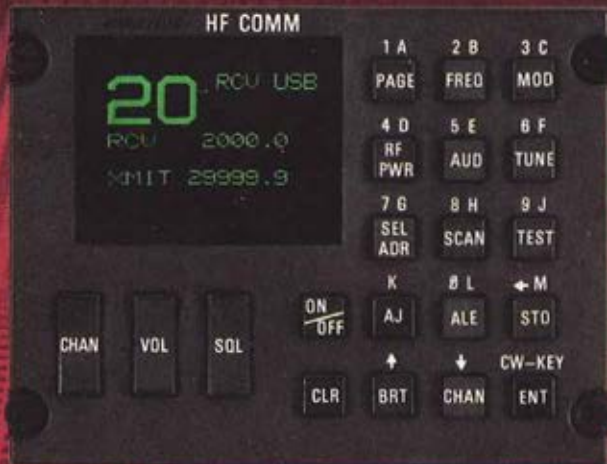 HF COMM
20 RCV USB
RCV 2000.0
XMIT 29999.9
1 A 2 B 3 C
PAGE FREQ MOD
4 D 5 E 6 F
RF PWR AUD TUNE
7 G 8 H 9 J
SEL ADR SCAN TEST
K Ø L ← M
ON/OFF AJ ALE STO
CHAN VOL SQL
↑ ↓ CW-KEY
CLR BRT CHAN ENT